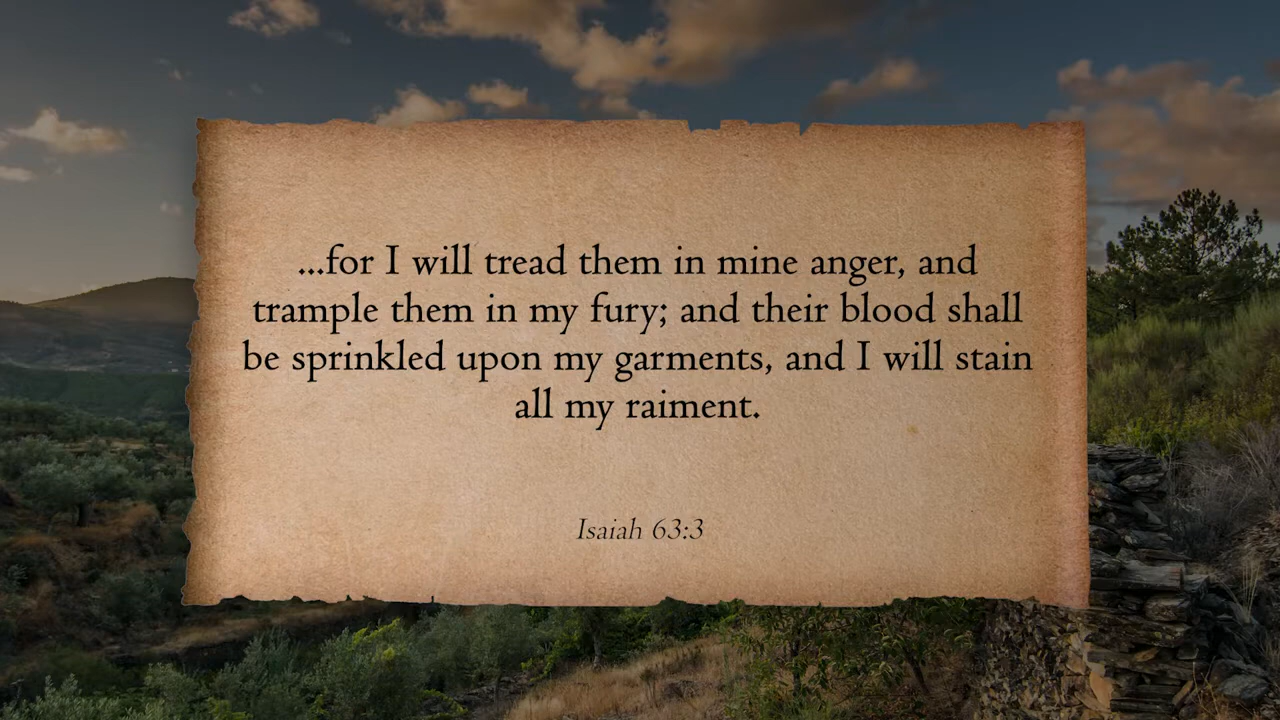 ...for I will tread them in mine anger, and
trample them in my fury; and their blood shall
be sprinkled upon my garments, and I will stain
all my raiment.
Isaiah 63:3